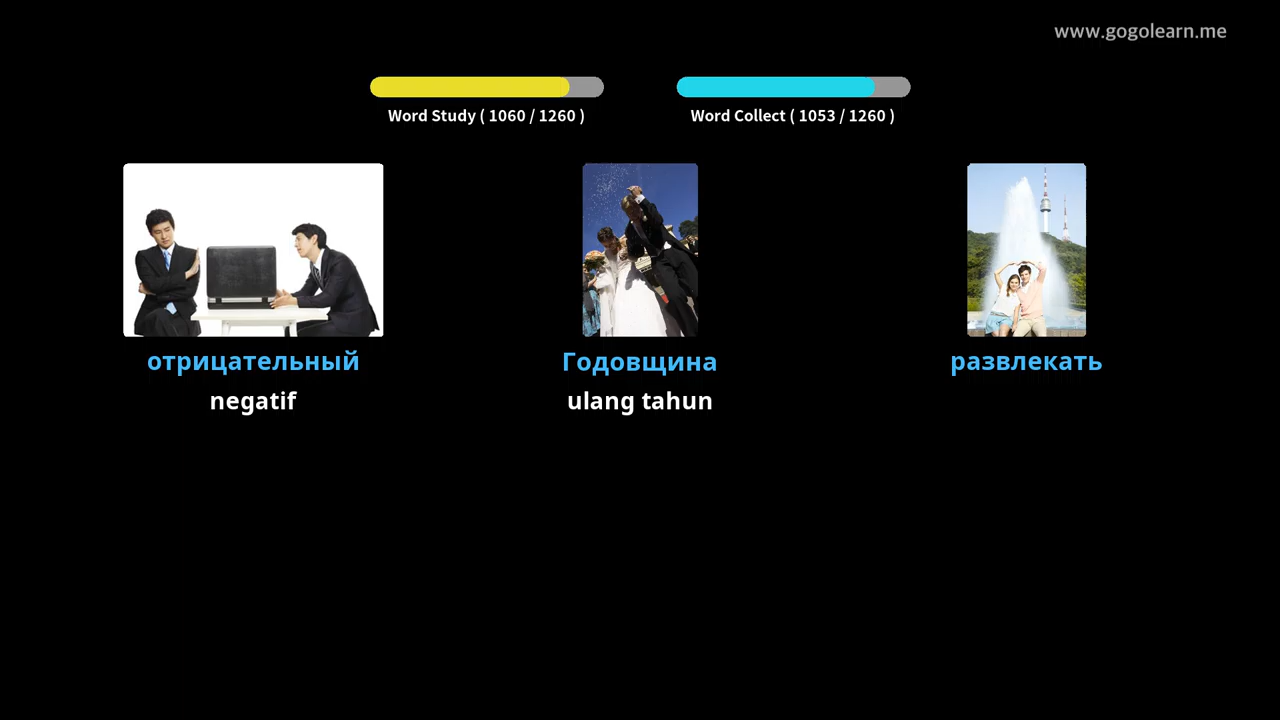 www.gogolearn.me
Word Study ( 1060 / 1260 )
Word Collect ( 1053 / 1260 )
отрицательный
negatif
Годовщина
ulang tahun
развлекать